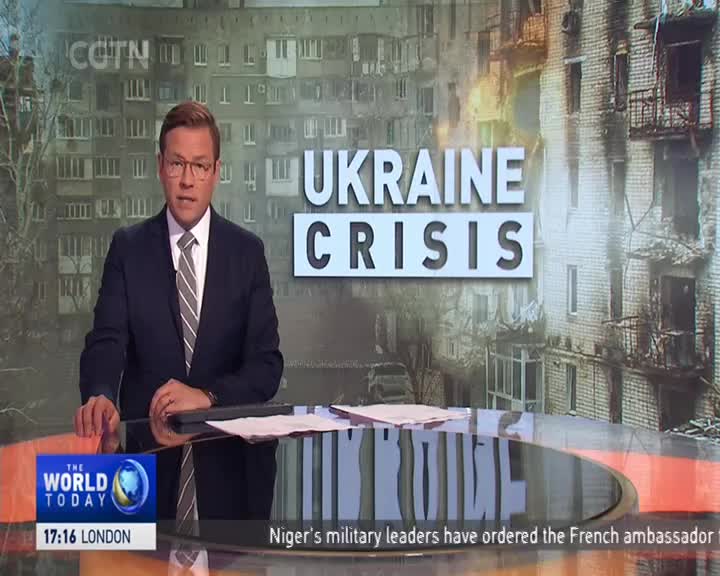 CGTN
UKRAINE
CRISIS
THE
WORLD
TODAY
17:16 LONDON
Niger's military leaders have ordered the French ambassador